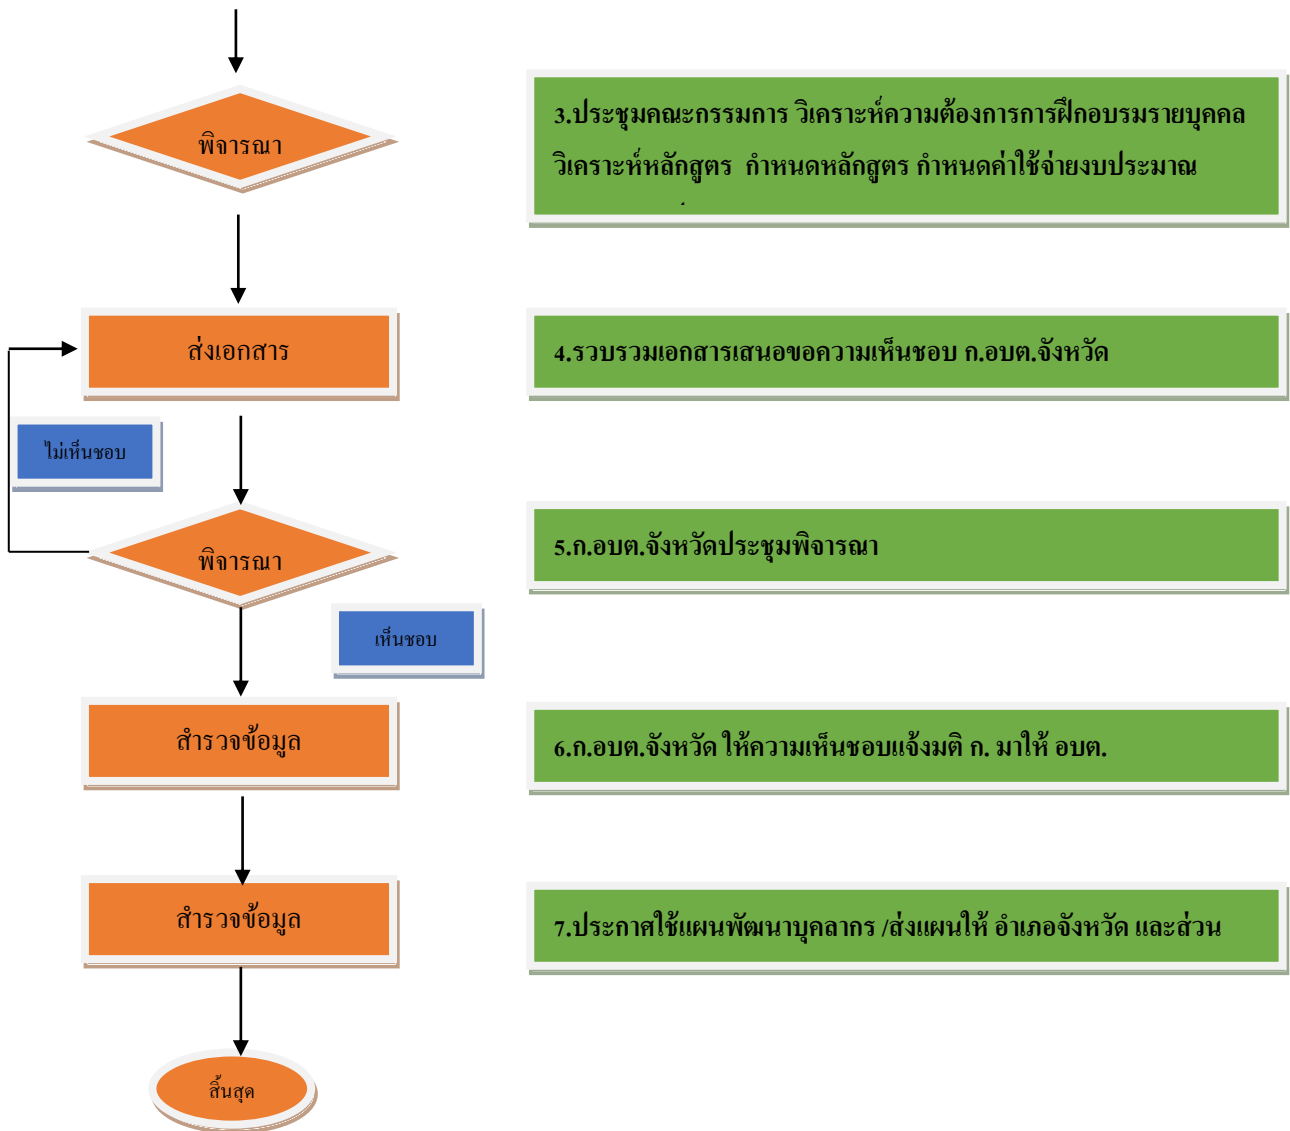 พิจารณา
3.ประชุมคณะกรรมการ วิเคราะห์ความต้องการการฝึกอบรมรายบุคคล
วิเคราะห์หลักสูตร กำหนดหลักสูตร กำหนดค่าใช้จ่ายงบประมาณ
ส่งเอกสาร
4.รวบรวมเอกสารเสนอขอความเห็นชอบ ก.อบต.จังหวัด
ไม่เห็นชอบ
พิจารณา
5.ก.อบต.จังหวัดประชุมพิจารณา
เห็นชอบ
สำรวจข้อมูล
6.ก.อบต.จังหวัด ให้ความเห็นชอบแจ้งมติ ก. มาให้ อบต.
สำรวจข้อมูล
7.ประกาศใช้แผนพัฒนาบุคลากร /ส่งแผนให้ อำเภอจังหวัด และส่วน
สิ้นสุด